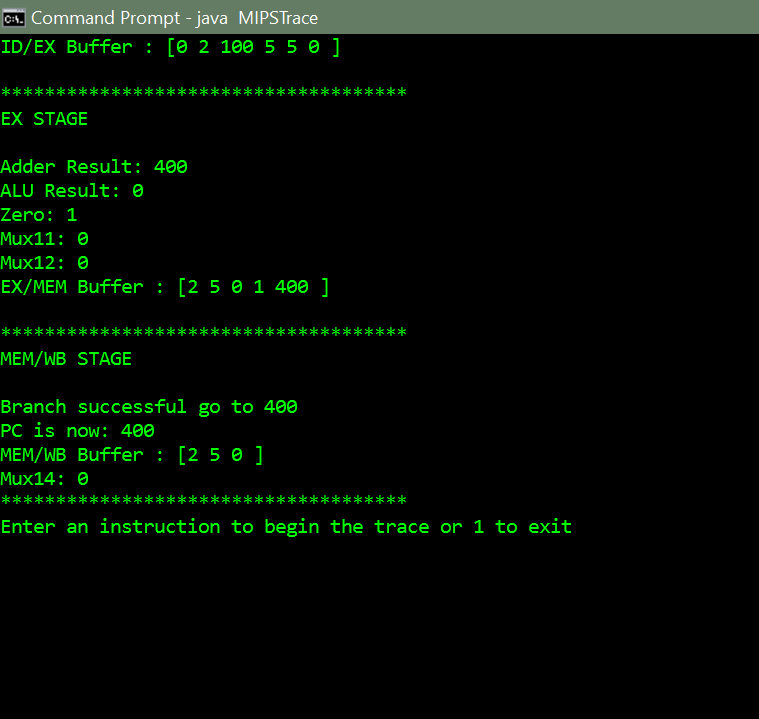 Command Prompt - java  MIPSTrace
ID/EX Buffer : [0 2 100 5 5 0 ]
*************************************
EX STAGE
Adder Result: 400
ALU Result: 0
Zero: 1
Mux11: 0
Mux12: 0
EX/MEM Buffer : [2 5 0 1 400 ]
*************************************
MEM/WB STAGE
Branch successful go to 400
PC is now: 400
MEM/WB Buffer : [2 5 0 ]
Mux14: 0
*************************************
Enter an instruction to begin the trace or 1 to exit